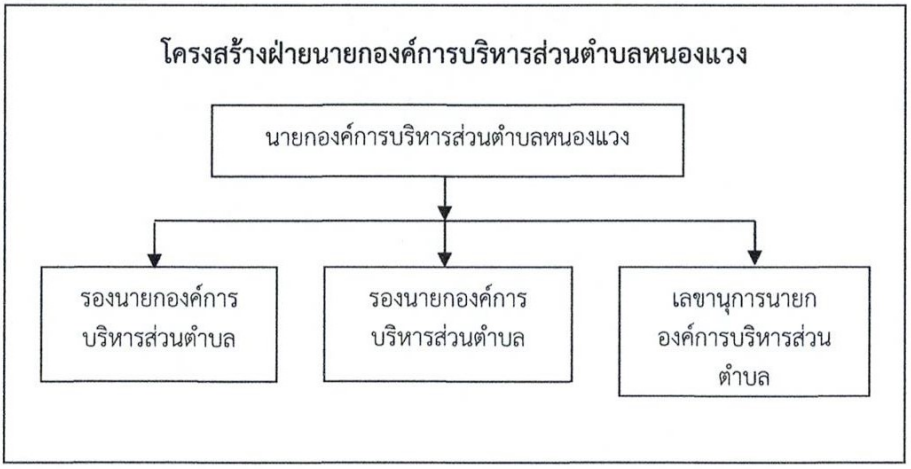 โครงสร้างฝ่ายนายกองค์การบริหารส่วนตำบลหนองแวง
นายกองค์การบริหารส่วนตำบลหนองแวง
รองนายกองค์การ
บริหารส่วนตำบล
รองนายกองค์การ
บริหารส่วนตำบล
เลขานุการนายก
องค์การบริหารส่วน
ตำบล